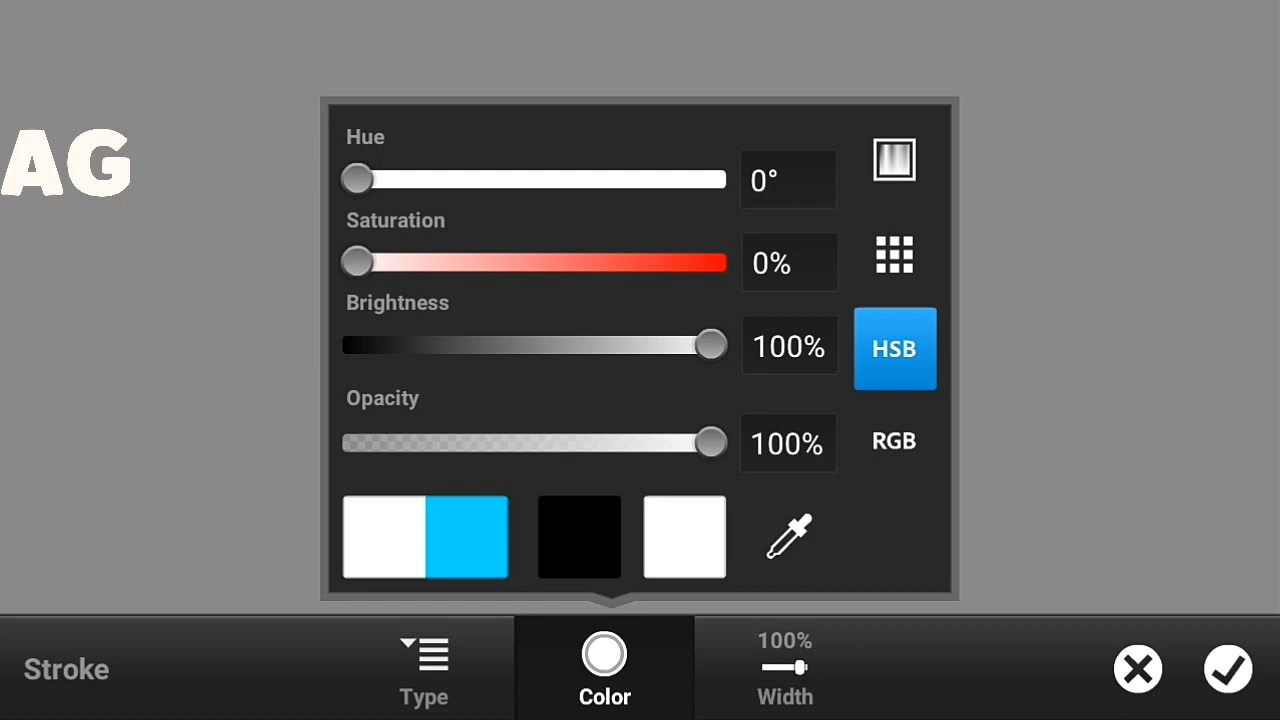 AG
Hue
0°
Saturation
0%
Brightness
100%
HSB
Opacity
100%
RGB
Stroke
Type
Color
100%
Width